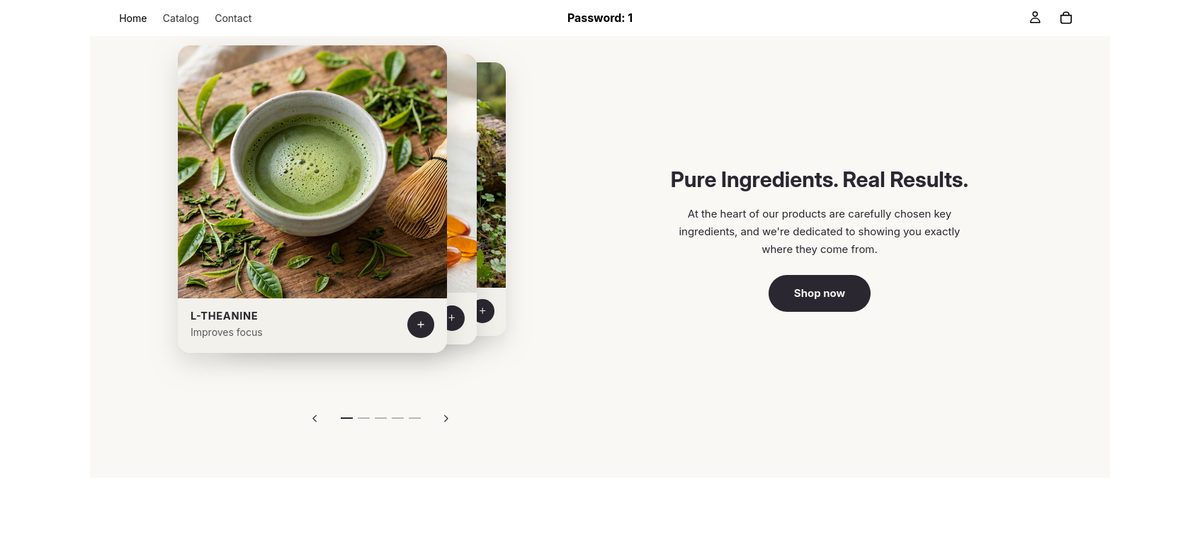 Home
Catalog
Contact
Password: 1
Pure Ingredients. Real Results.
At the heart of our products are carefully chosen key
ingredients, and we're dedicated to showing you exactly
where they come from.
Shop now
L-THEANINE
Improves focus